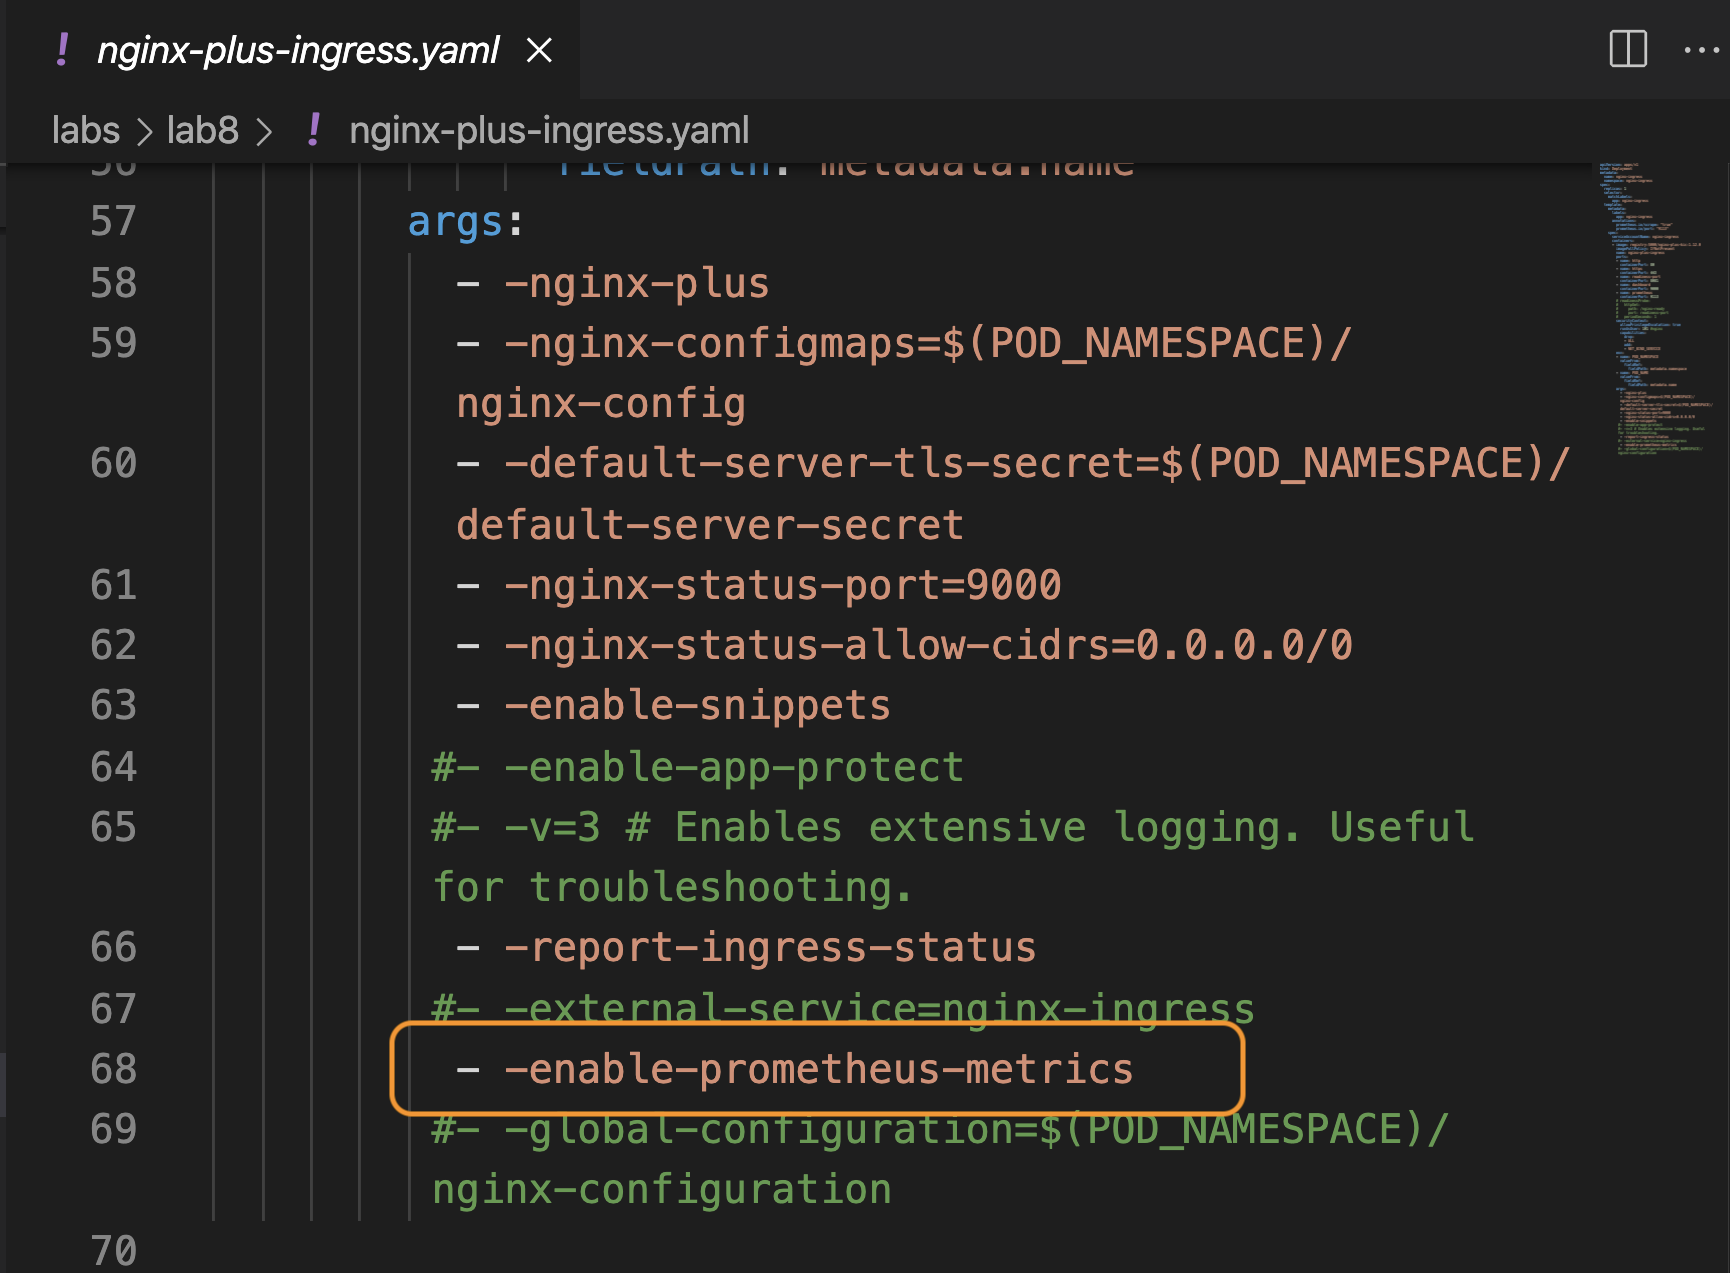 ! nginx-plus-ingress.yaml ×
labs > lab8 > ! nginx-plus-ingress.yaml
56 fieldPath: metadata.name
57 args:
58 - -nginx-plus
59 - -nginx-configmaps=$(POD_NAMESPACE)/
nginx-config
60 - -default-server-tls-secret=$(POD_NAMESPACE)/
default-server-secret
61 - -nginx-status-port=9000
62 - -nginx-status-allow-cidrs=0.0.0.0/0
63 - -enable-snippets
64 #- -enable-app-protect
65 #- -v=3 # Enables extensive logging. Useful
for troubleshooting.
66 - -report-ingress-status
67 #- -external-service=nginx-ingress
68 - -enable-prometheus-metrics
69 #- -global-configuration=$(POD_NAMESPACE)/
nginx-configuration
70